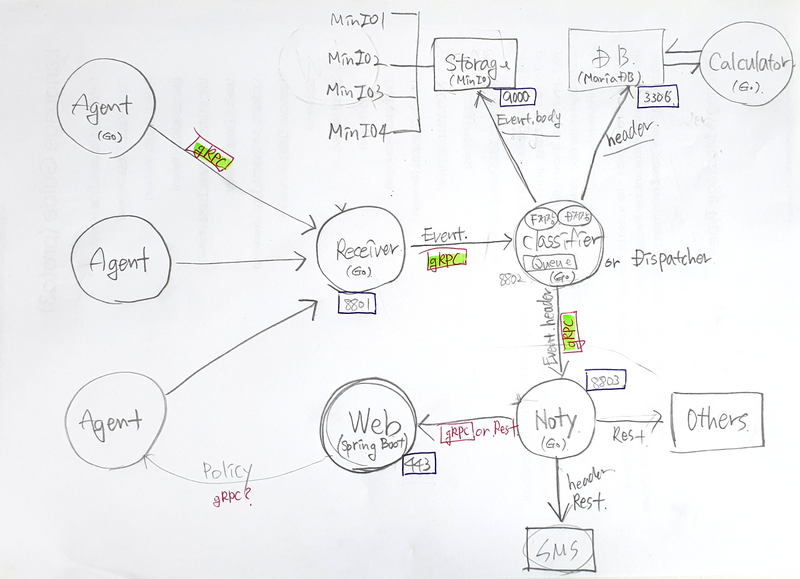 MinIO1
MinIO2
MinIO3
MinIO4
Storage
(MinIO)
9000
Event.body
DB.
(MariaDB)
3306
header.
Calculator
(Go).
Agent
(Go)
gRPC
Agent
Agent
Receiver
(Go)
8801
Event.
gRPC
Classifier
Queue
(Go)
8802
or Dispatcher
Event.header
gRPC
8803
Noty
(Go)
Rest
Others.
header
Rest.
SMS
gRPC or Rest
Web
(Spring Boot)
443
Policy
gRPC?